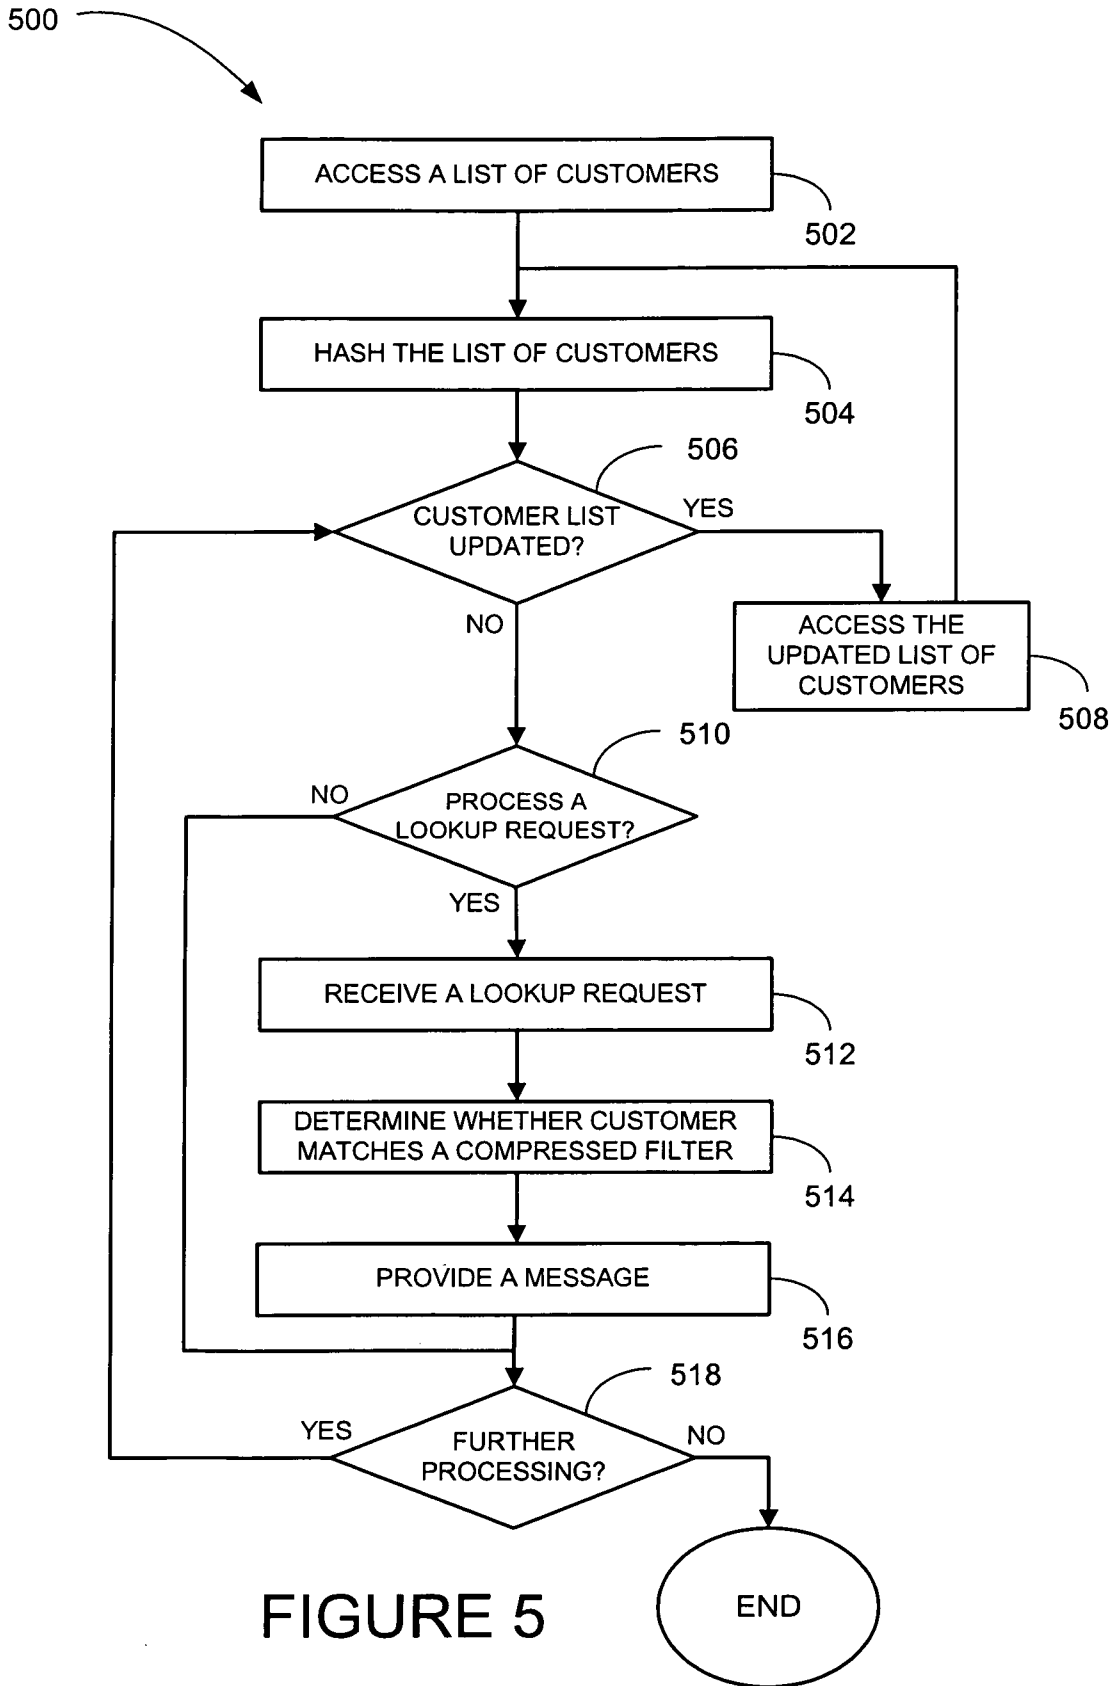 500
ACCESS A LIST OF CUSTOMERS
502
HASH THE LIST OF CUSTOMERS
504
506
CUSTOMER LIST
UPDATED?
YES
NO
ACCESS THE
UPDATED LIST OF
CUSTOMERS
508
510
NO
PROCESS A
LOOKUP REQUEST?
YES
RECEIVE A LOOKUP REQUEST
512
DETERMINE WHETHER CUSTOMER
MATCHES A COMPRESSED FILTER
514
PROVIDE A MESSAGE
516
518
YES
FURTHER
PROCESSING?
NO
END
FIGURE 5